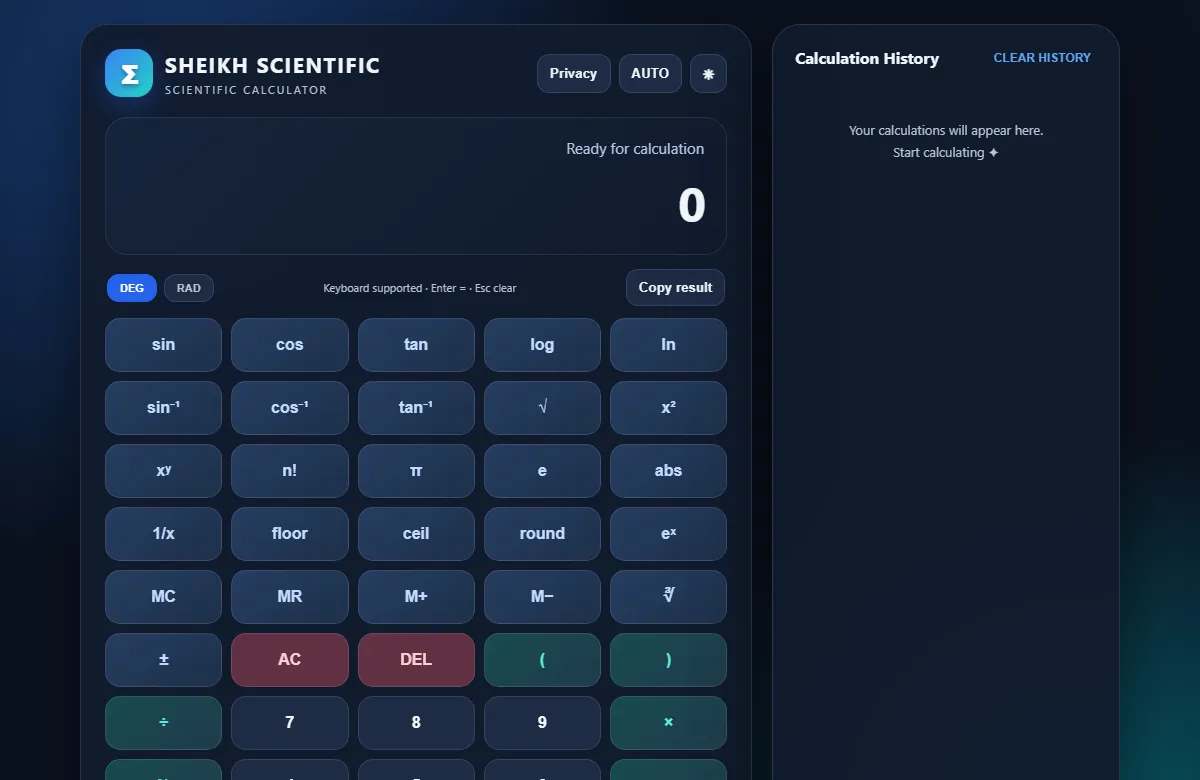 Σ
SHEIKH SCIENTIFIC
SCIENTIFIC CALCULATOR
Privacy AUTO ✷
Ready for calculation
0
DEG RAD Keyboard supported · Enter = · Esc clear Copy result
sin cos tan log ln
sin⁻¹ cos⁻¹ tan⁻¹ √ x²
xʸ n! π e abs
1/x floor ceil round eˣ
MC MR M+ M− ∛
± AC DEL ( )
÷ 7 8 9 ×
Calculation History CLEAR HISTORY
Your calculations will appear here.
Start calculating ✦